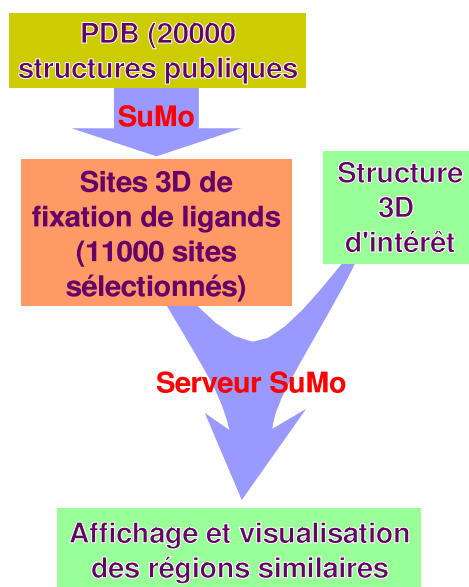 PDB (20000
structures publiques
SuMo
Sites 3D de
fixation de ligands
(11000 sites
sélectionnés)
Structure
3D
d'intérêt
Serveur SuMo
Affichage et visualisation
des régions similaires